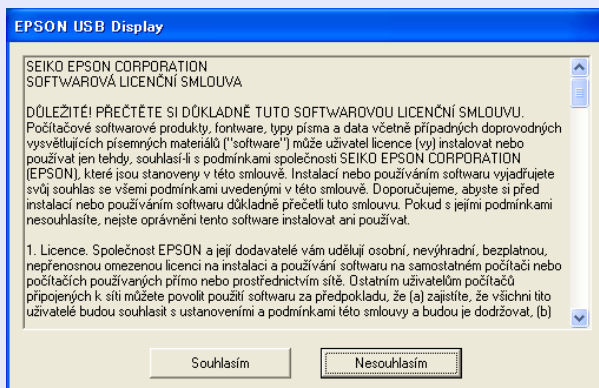 EPSON USB Display
SEIKO EPSON CORPORATION
SOFTWAROVÁ LICENČNÍ SMLOUVA
DŮLEŽITÉ! PŘEČTĚTE SI DŮKLADNĚ TUTO SOFTWAROVOU LICENČNÍ SMLOUVU.
Počítačové softwarové produkty, fontware, typy písma a data včetně případných doprovodných
vysvětlujících písemných materiálů ("software") může uživatel licence (vy) instalovat nebo
používat jen tehdy, souhlasí-li s podmínkami společnosti SEIKO EPSON CORPORATION
(EPSON), které jsou stanoveny v této smlouvě. Instalací nebo používáním softwaru vyjadřujete
svůj souhlas se všemi podmínkami uvedenými v této smlouvě. Doporučujeme, abyste si před
instalací nebo používáním softwaru důkladně přečetli tuto smlouvu. Pokud s jejími podmínkami
nesouhlasíte, nejste oprávněni tento software instalovat ani používat.
1. Licence. Společnost EPSON a její dodavatelé vám udělují osobní, nevýhradní, bezplatnou,
nepřenosnou omezenou licenci na instalaci a používání softwaru na samostatném počítači nebo
počítačích používaných přímo nebo prostřednictvím sítě. Ostatním uživatelům počítačů
připojených k síti můžete povolit použití softwaru za předpokladu, že (a) zajistíte, že všichni tito
uživatelé budou souhlasit s ustanoveními a podmínkami této smlouvy a budou je dodržovat, (b)
Souhlasím
Nesouhlasím